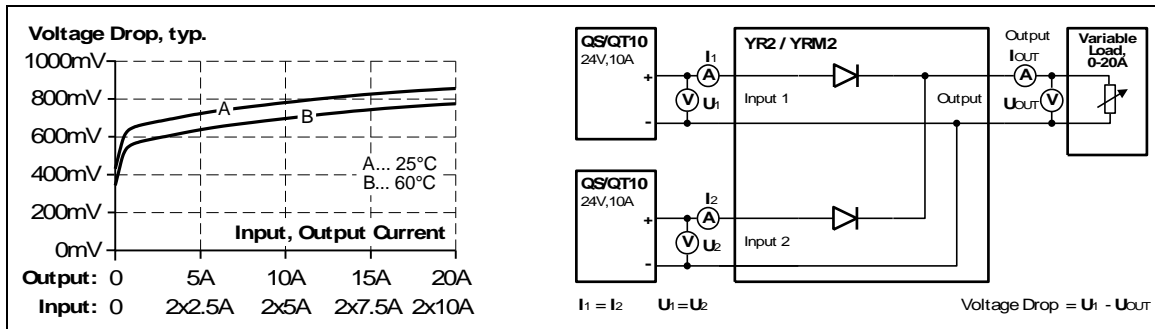 Voltage Drop, typ.
1000mV
800mV
600mV
400mV
200mV
0mV
A
B
A... 25°C
B... 60°C
Input, Output Current
Output: 0 5A 10A 15A 20A
Input: 0 2x2.5A 2x5A 2x7.5A 2x10A
QS/QT10
24V,10A
+
-
I1
A
V
U1
YR2 / YRM2
Input 1
Output
Output
IOUT
A
UOUT
V
Variable
Load,
0-20A
QS/QT10
24V,10A
+
-
I2
A
V
U2
Input 2
I1 = I2 U1=U2 Voltage Drop = U1 - UOUT